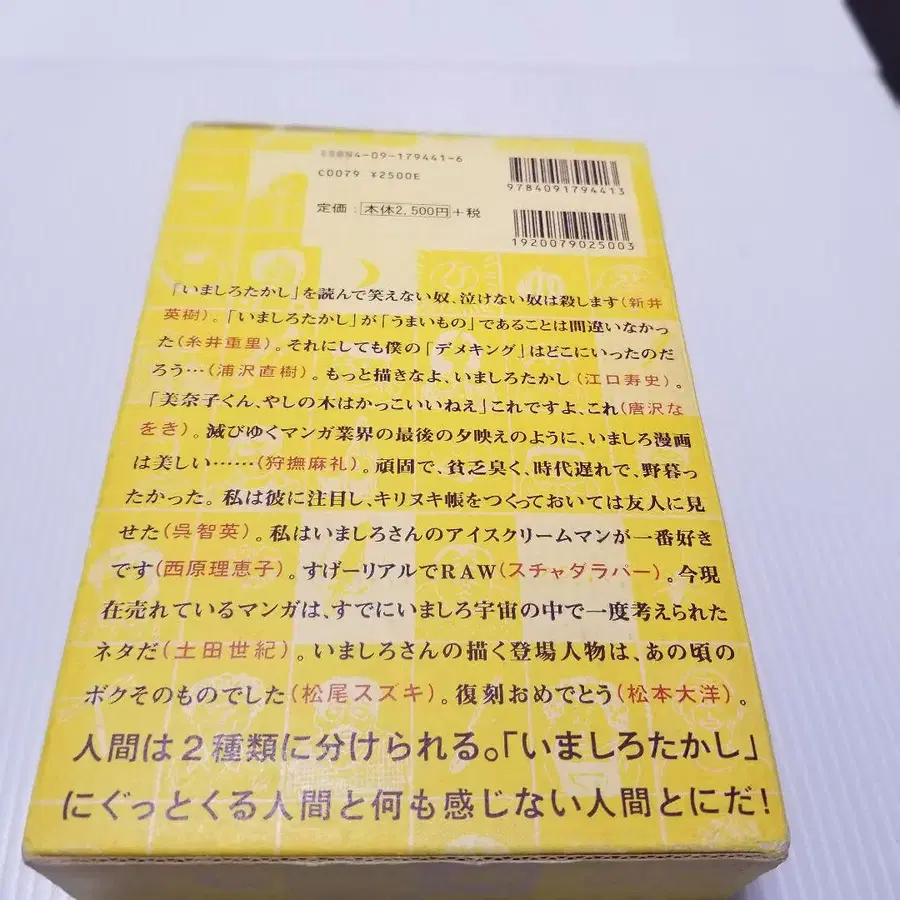 ISBN4-09-179441-6
C0079 ¥2500E
定価：本体2,500円+税
9784091794413
1920079025003
「いましろたかし」を読んで笑えない奴、泣けない奴は殺します(新井
英樹)。「いましろたかし」が「うまいもの」であることは間違いなかっ
た(糸井重里)。それにしても僕の「デメキング」はどこにいったのだ
ろう…(浦沢直樹)。もっと描きなよ、いましろたかし(江口寿史)。
「美奈子くん、やしの木はかっこいいねえ」これですよ、これ(唐沢な
をき)。滅びゆくマンガ業界の最後の夕映えのように、いましろ漫画
は美しい……(狩撫麻礼)。頑固で、貧乏臭く、時代遅れで、野暮っ
たかった。私は彼に注目し、キリヌキ帳をつくっておいては友人に見
せた(呉智英)。私はいましろさんのアイスクリームマンが一番好き
です(西原理恵子)。すげーリアルでRAW(スチャダラパー)。今現
在売れているマンガは、すでにいましろ宇宙の中で一度考えられた
ネタだ(土田世紀)。いましろさんの描く登場人物は、あの頃の
ボクそのものでした(松尾スズキ)。復刻おめでとう(松本大洋)。
人間は2種類に分けられる。「いましろたかし」
にぐっとくる人間と何も感じない人間とにだ!